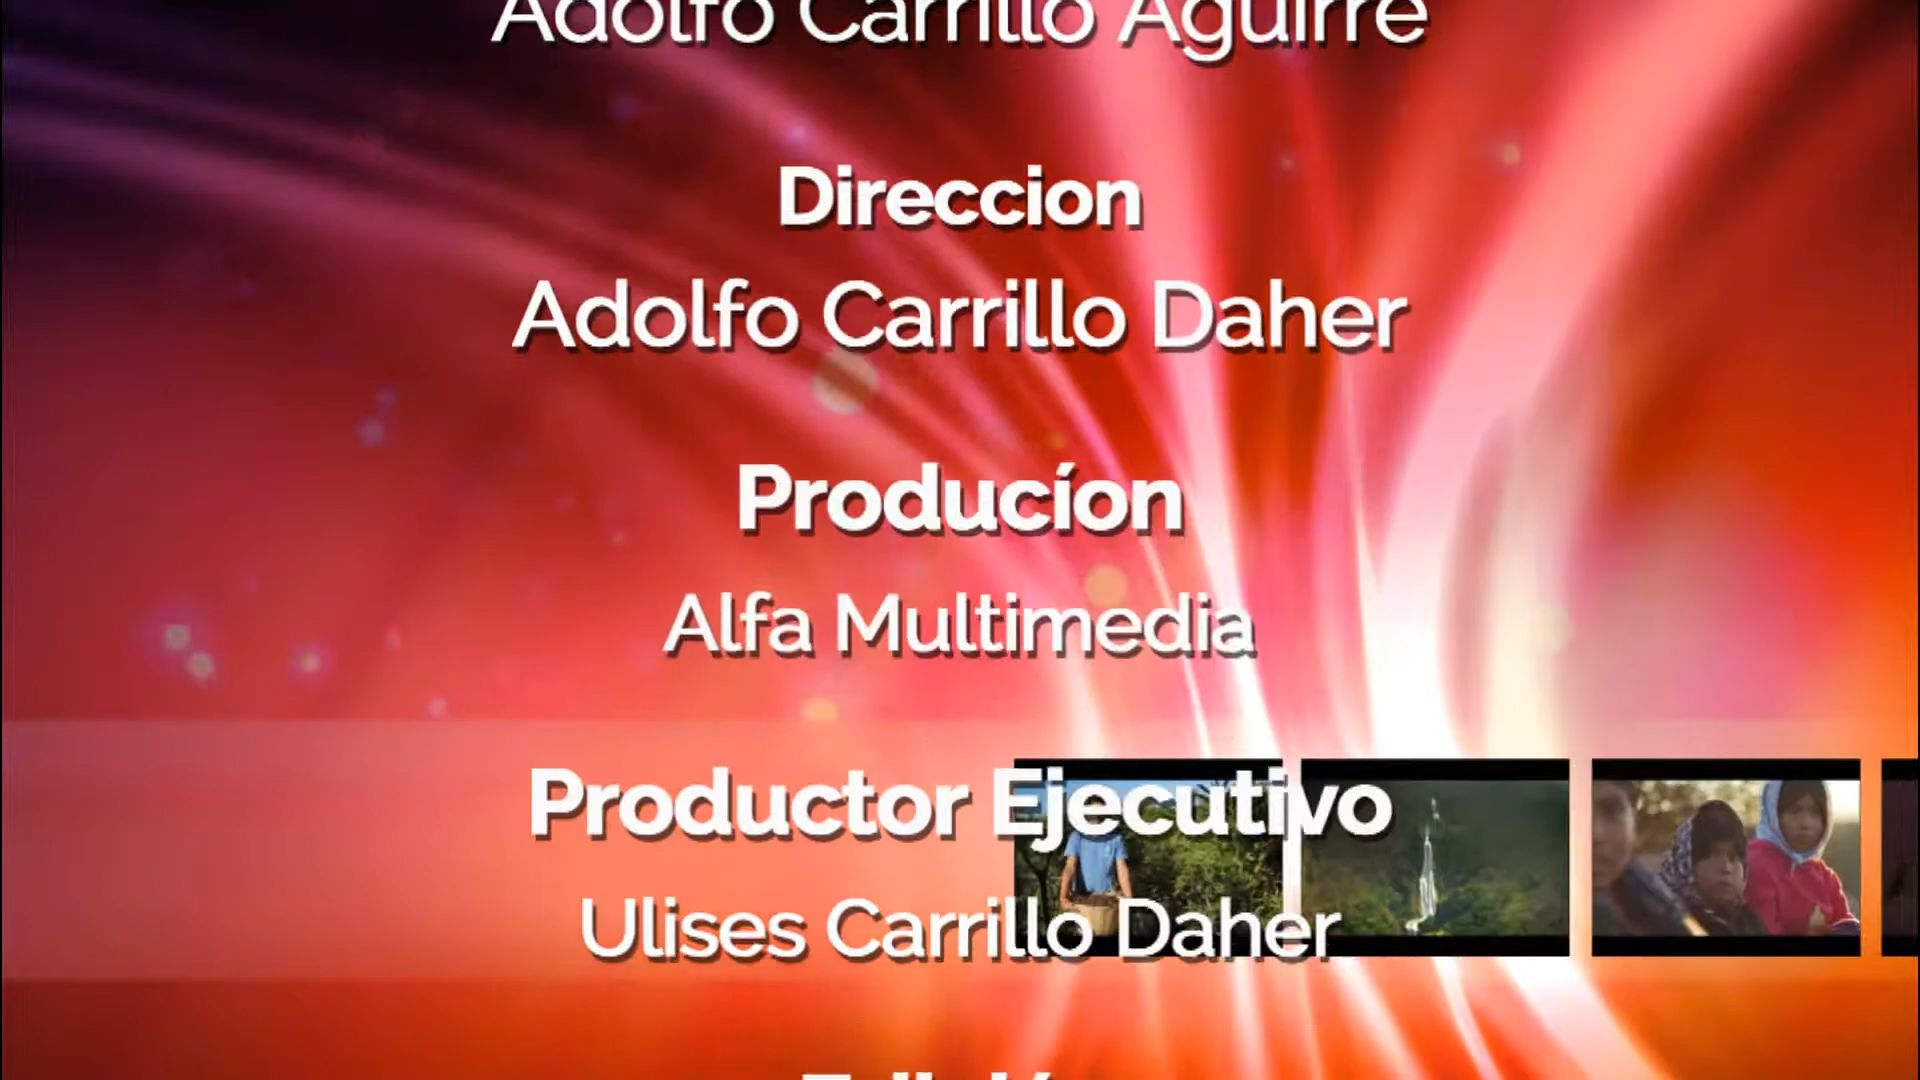 Adolfo Carrillo Aguirre
Direccion
Adolfo Carrillo Daher
Producíon
Alfa Multimedia
Productor Ejecutivo
Ulises Carrillo Daher